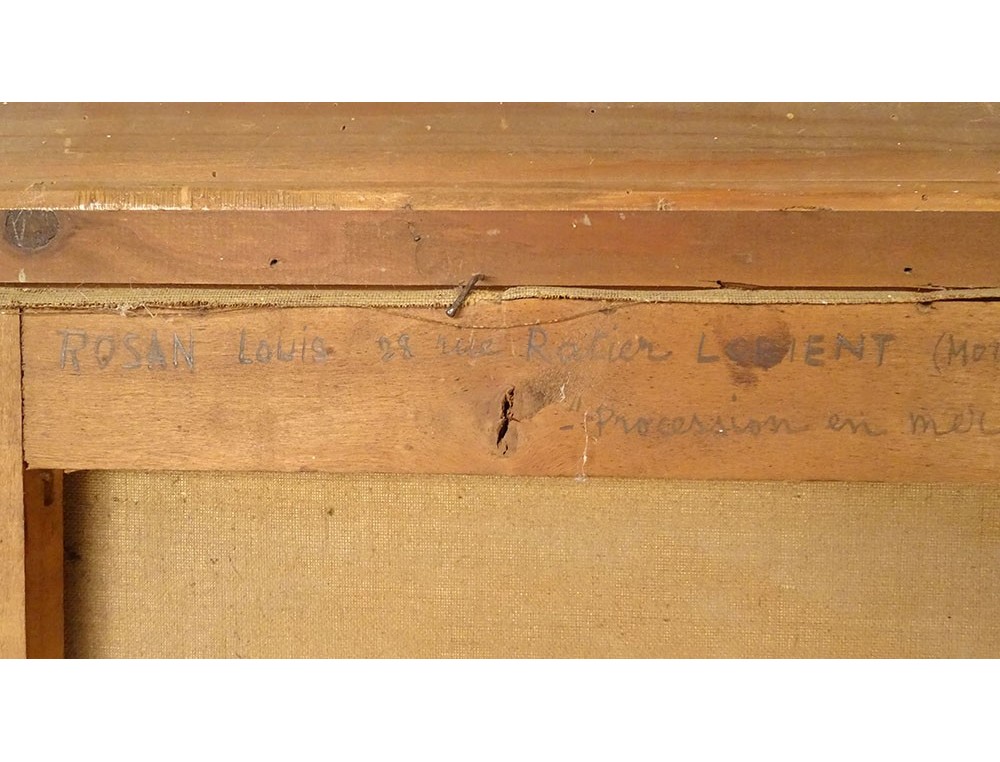 ROSAN Louis 28 rue Ratier LORIENT (Mor
- Procession en mer